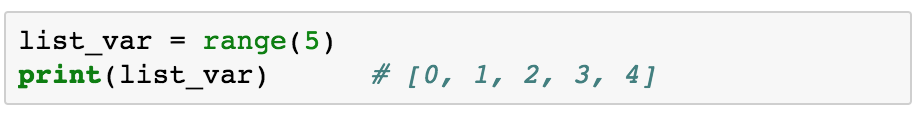 list_var = range(5)
print(list_var)      # [0, 1, 2, 3, 4]